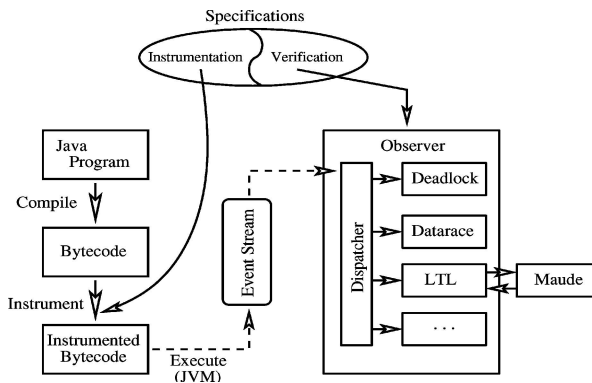 Specifications
Instrumentation
Verification
Java
Program
Compile
Bytecode
Instrument
Instrumented
Bytecode
Execute
(JVM)
Event Stream
Observer
Dispatcher
Deadlock
Datarace
LTL
Maude
. . .